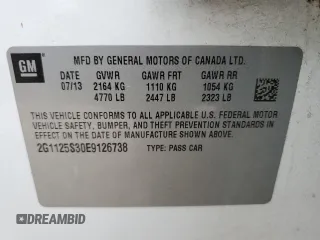 GM
MFD BY GENERAL MOTORS OF CANADA LTD.
DATE GVWR GAWR FRT GAWR RR
07/13 2164 KG 1110 KG 1054 KG
4770 LB 2447 LB 2323 LB
THIS VEHICLE CONFORMS TO ALL APPLICABLE U.S. FEDERAL MOTOR
VEHICLE SAFETY, BUMPER, AND THEFT PREVENTION STANDARDS
IN EFFECT ON THE DATE OF MANUFACTURE SHOWN ABOVE.
2G1125S30E9126738 TYPE: PASS CAR
AUTOHELPERBOT.COM